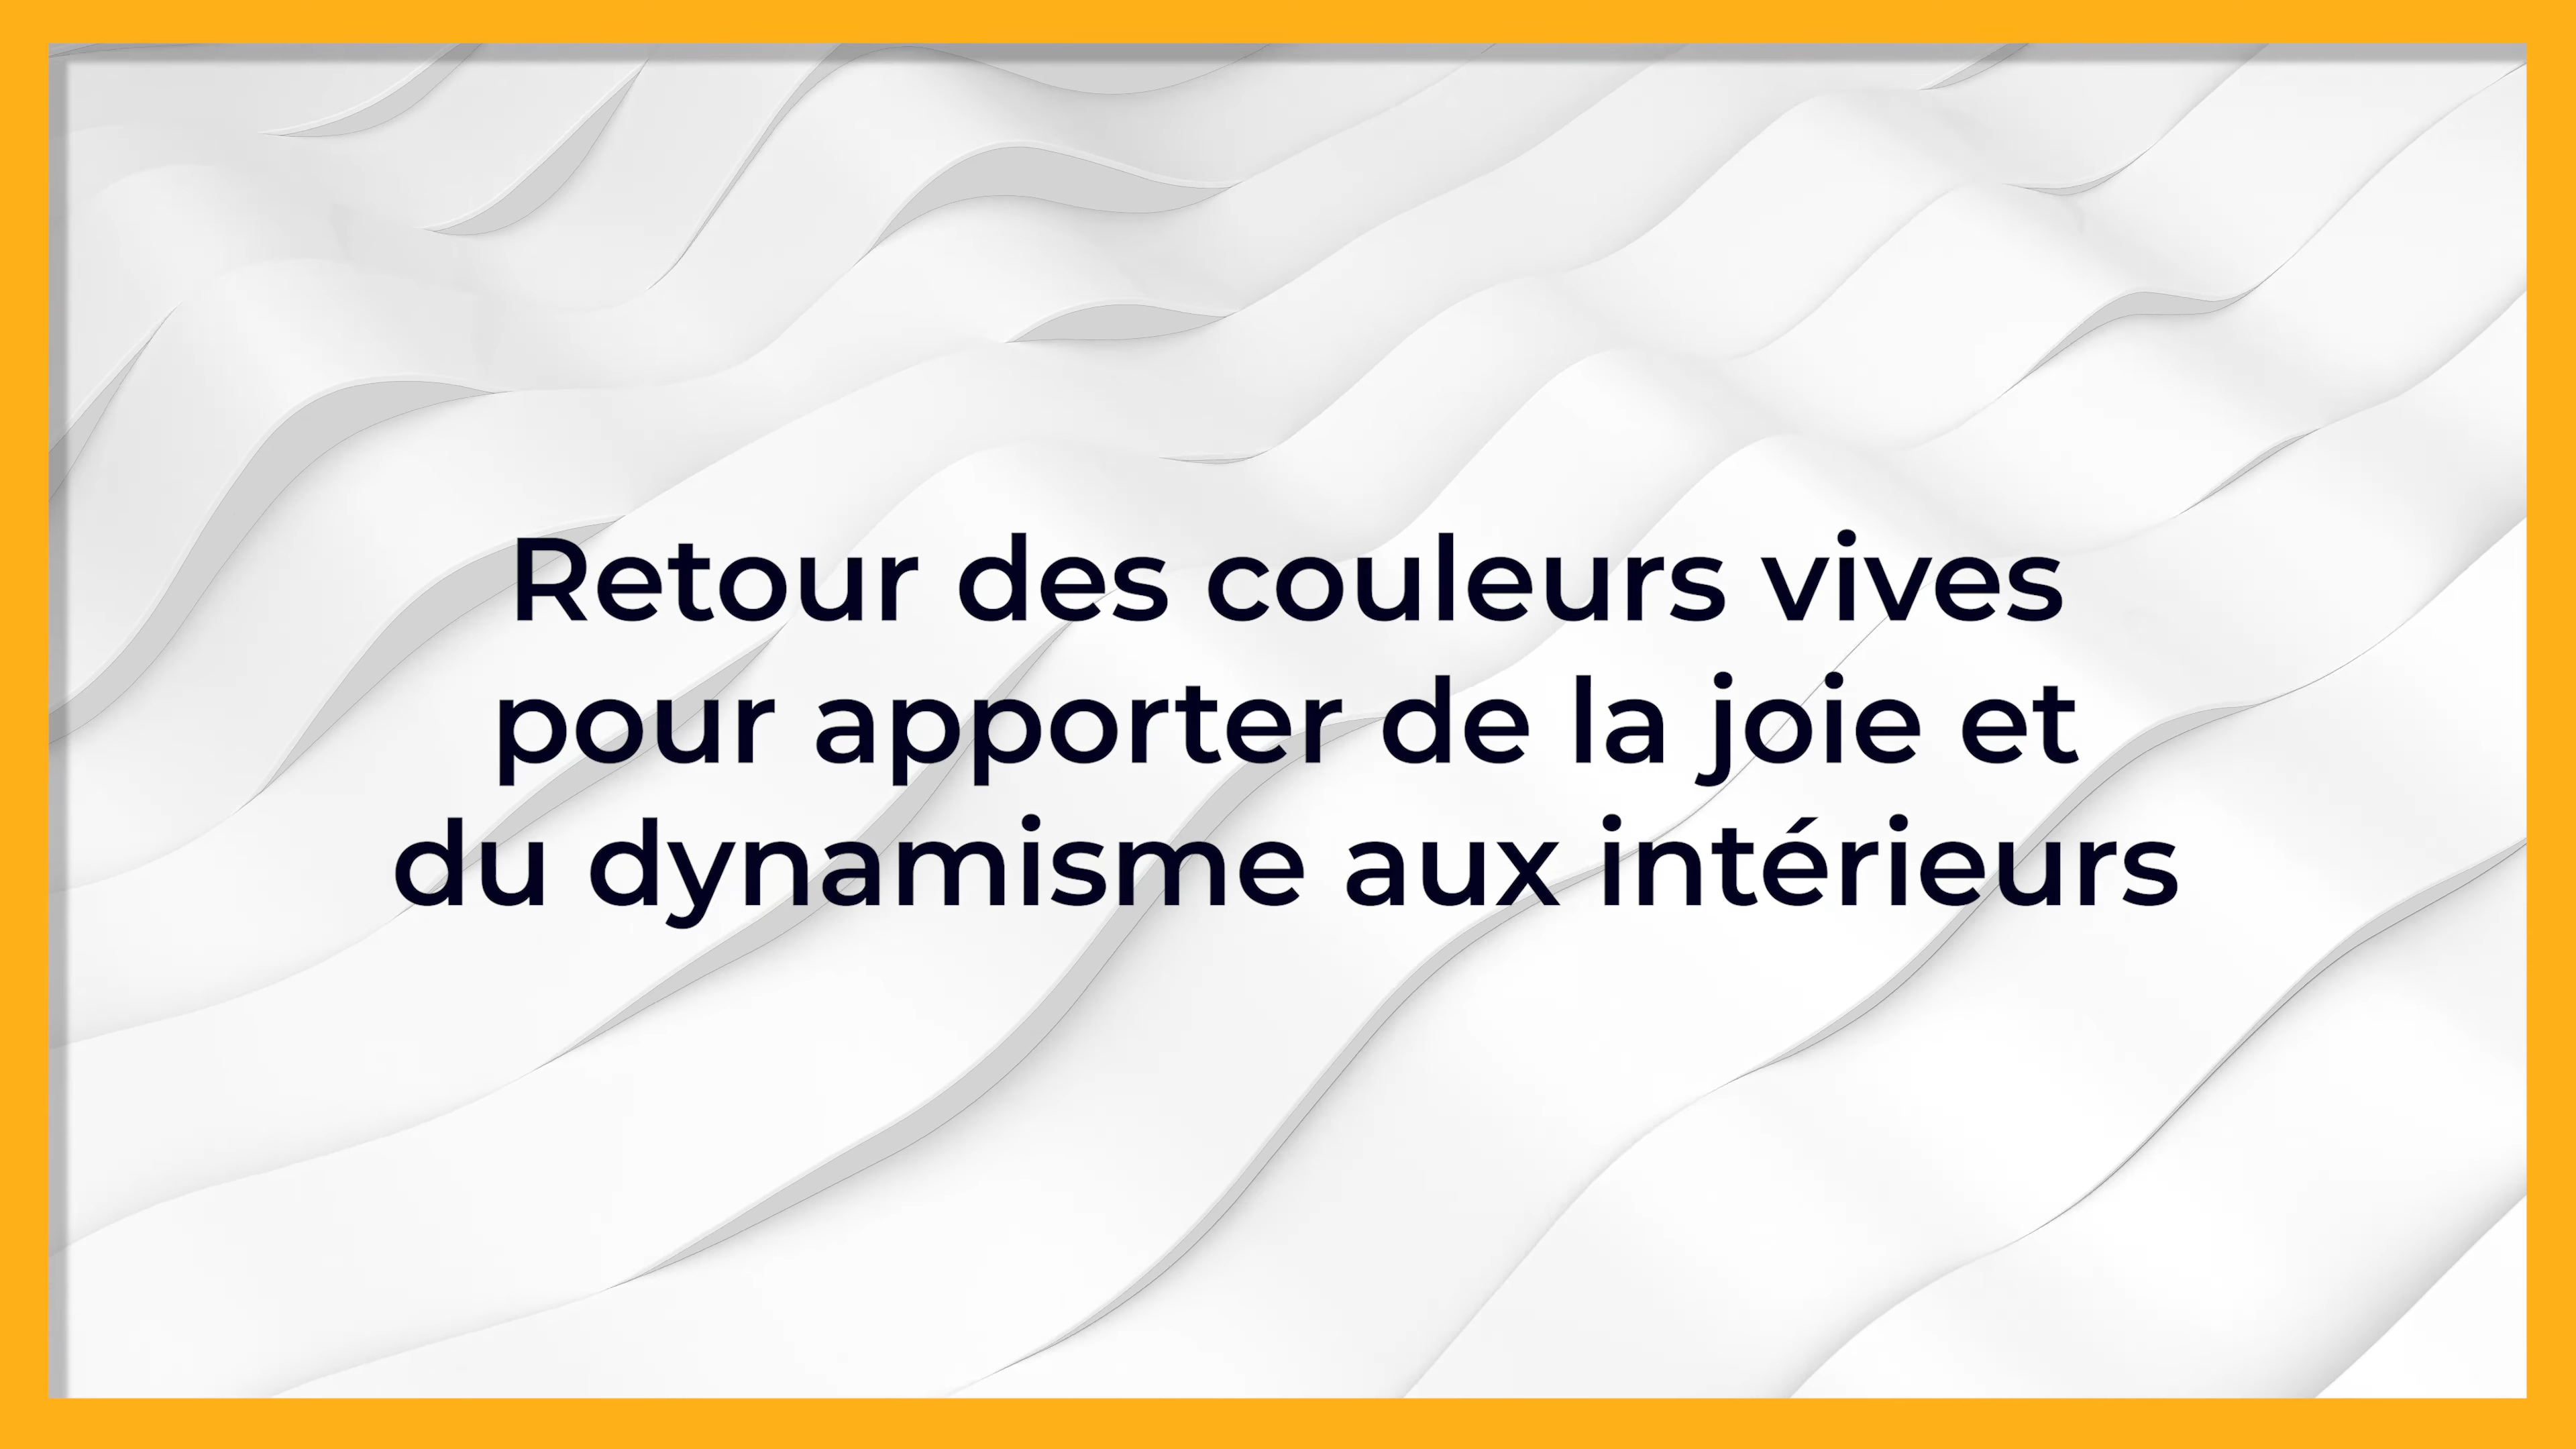 Retour des couleurs vives
pour apporter de la joie et
du dynamisme aux intérieurs